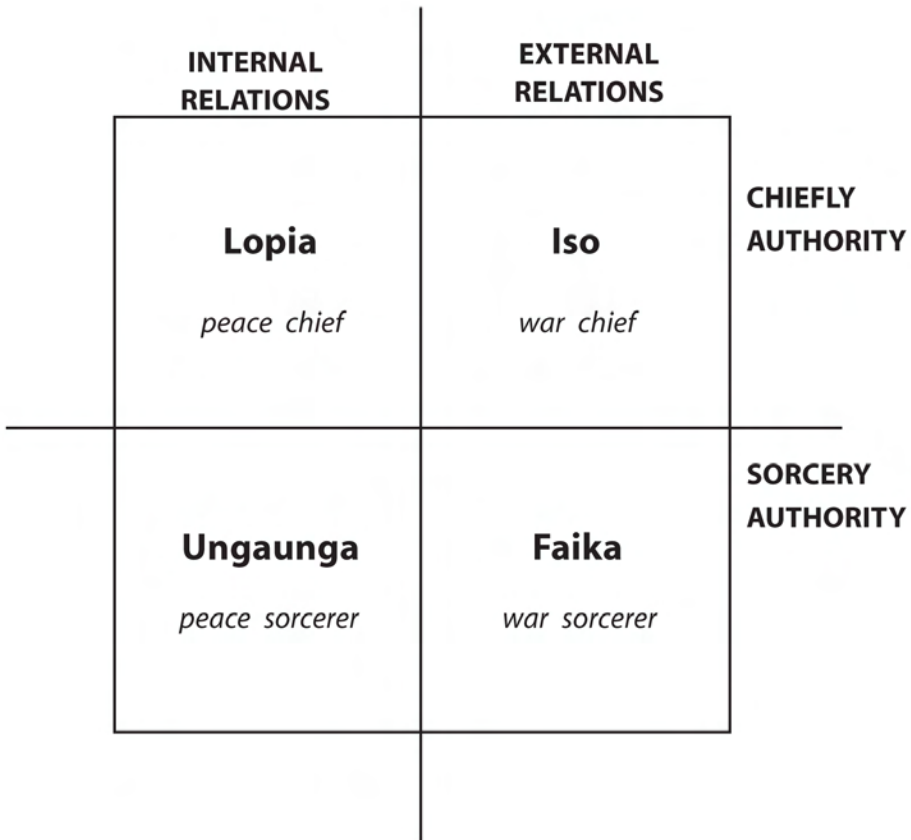 INTERNAL
RELATIONS
EXTERNAL
RELATIONS
Lopia
peace chief
Iso
war chief
CHIEFLY
AUTHORITY
Ungaunga
peace sorcerer
Faika
war sorcerer
SORCERY
AUTHORITY